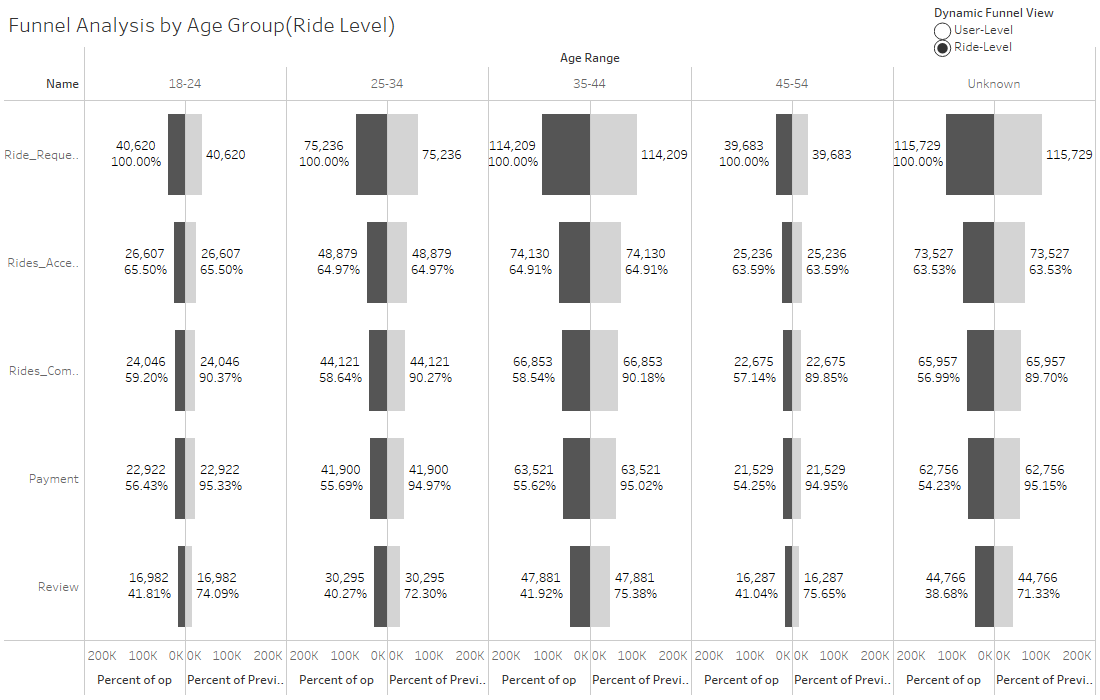 Funnel Analysis by Age Group(Ride Level)
Dynamic Funnel View
User-Level
Ride-Level
Age Range
Name 18-24 25-34 35-44 45-54 Unknown
40,620 75,236 114,209 39,683 115,729
Ride_Reque.. 40,620 75,236 114,209 39,683 115,729
100.00% 100.00% 100.00% 100.00% 100.00%
26,607 26,607 48,879 48,879 74,130 74,130 25,236 25,236 73,527 73,527
Rides_Acce..
65.50% 65.50% 64.97% 64.97% 64.91% 64.91% 63.59% 63.59% 63.53% 63.53%
24,046 24,046 44,121 44,121 66,853 66,853 22,675 22,675 65,957 65,957
Rides_Com..
59.20% 90.37% 58.64% 90.27% 58.54% 90.18% 57.14% 89.85% 56.99% 89.70%
22,922 22,922 41,900 41,900 63,521 63,521 21,529 21,529 62,756 62,756
Payment
56.43% 95.33% 55.69% 94.97% 55.62% 95.02% 54.25% 94.95% 54.23% 95.15%
16,982 16,982 30,295 30,295 47,881 47,881 16,287 16,287 44,766 44,766
Review
41.81% 74.09% 40.27% 72.30% 41.92% 75.38% 41.04% 75.65% 38.68% 71.33%
200K 100K 0K 0K 100K 200K 200K 100K 0K 0K 100K 200K 200K 100K 0K 0K 100K 200K 200K 100K 0K 0K 100K 200K 200K 100K 0K 0K 100K 200K
Percent of op Percent of Previ.. Percent of op Percent of Previ.. Percent of op Percent of Previ.. Percent of op Percent of Previ.. Percent of op Percent of Previ..